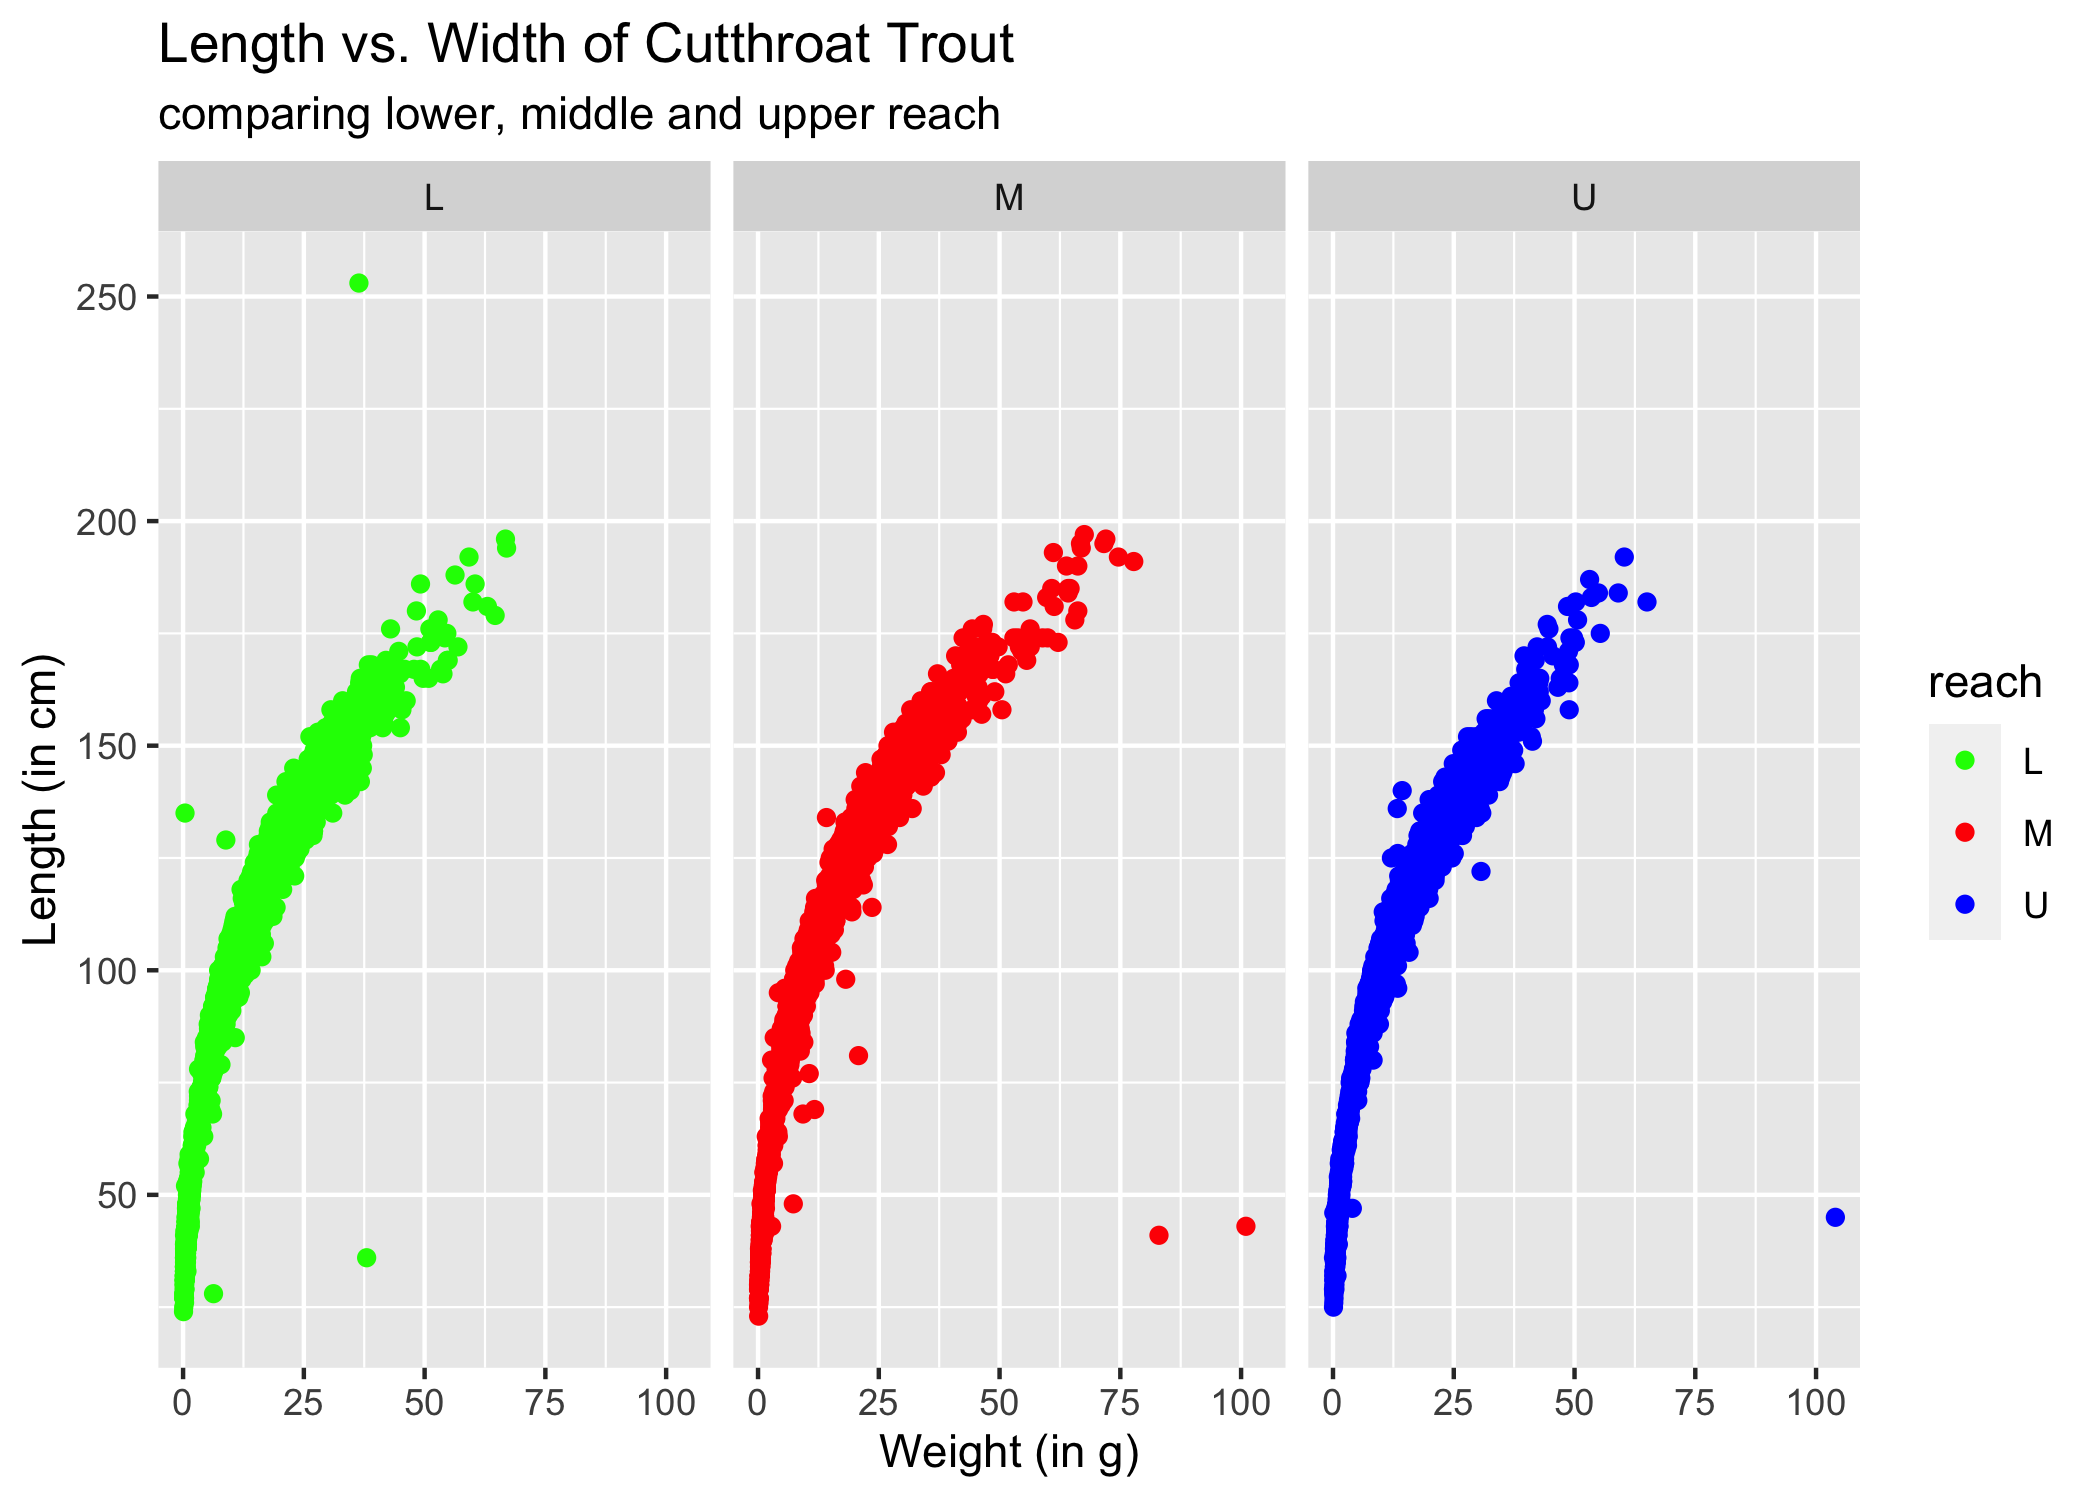 Length vs. Width of Cutthroat Trout
comparing lower, middle and upper reach
L M U
250
200
150
100
50
Length (in cm)
0 25 50 75 100 0 25 50 75 100 0 25 50 75 100
Weight (in g)
reach
L
M
U